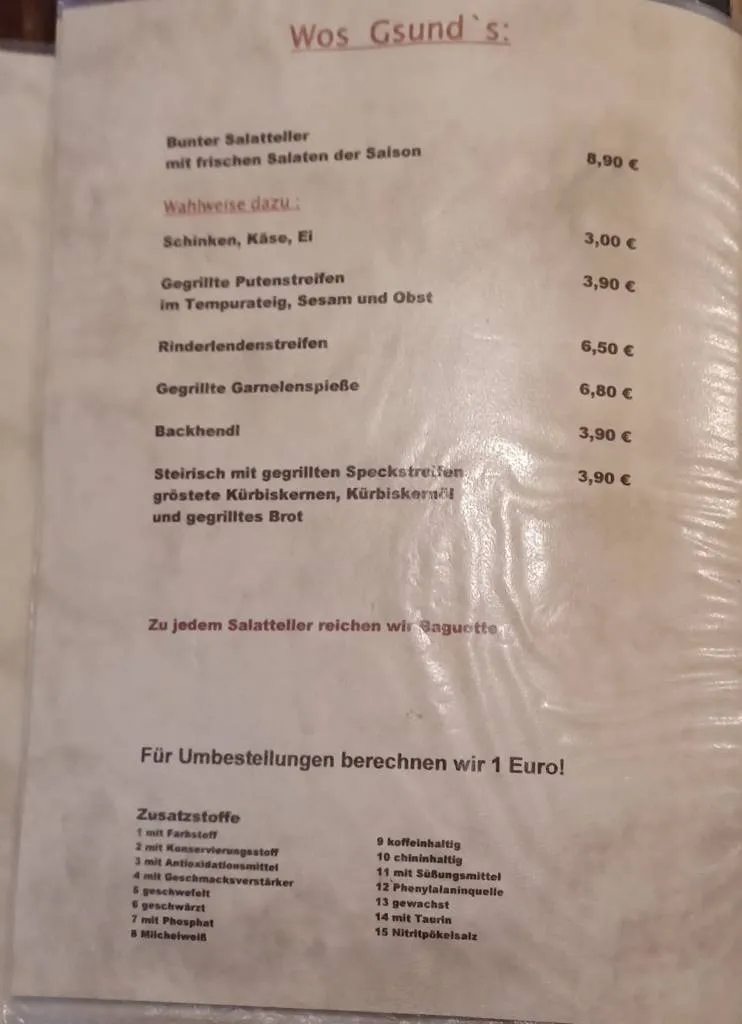 Wos Gsund`s:
Bunter Salatteller
mit frischen Salaten der Saison 8,90 €
Wahlweise dazu :
Schinken, Käse, Ei 3,00 €
Gegrillte Putenstreifen 3,90 €
im Tempurateig, Sesam und Obst
Rinderlendenstreifen 6,50 €
Gegrillte Garnelenspieße 6,80 €
Backhendl 3,90 €
Steirisch mit gegrillten Speckstreifen 3,90 €
gröstete Kürbiskernen, Kürbiskernöl
und gegrilltes Brot
Zu jedem Salatteller reichen wir Baguette
Für Umbestellungen berechnen wir 1 Euro!
Zusatzstoffe
1 mit Farbstoff
2 mit Konservierungsstoff
3 mit Antioxidationsmittel
4 mit Geschmacksverstärker
5 geschwefelt
6 geschwärzt
7 mit Phosphat
8 Milcheiweiß
9 koffeinhaltig
10 chininhaltig
11 mit Süßungsmittel
12 Phenylalaninquelle
13 gewachst
14 mit Taurin
15 Nitritpökelsalz